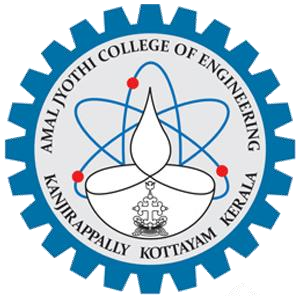 AMAL JYOTHI COLLEGE OF ENGINEERING
KANJIRAPPALLY KOTTAYAM KERALA